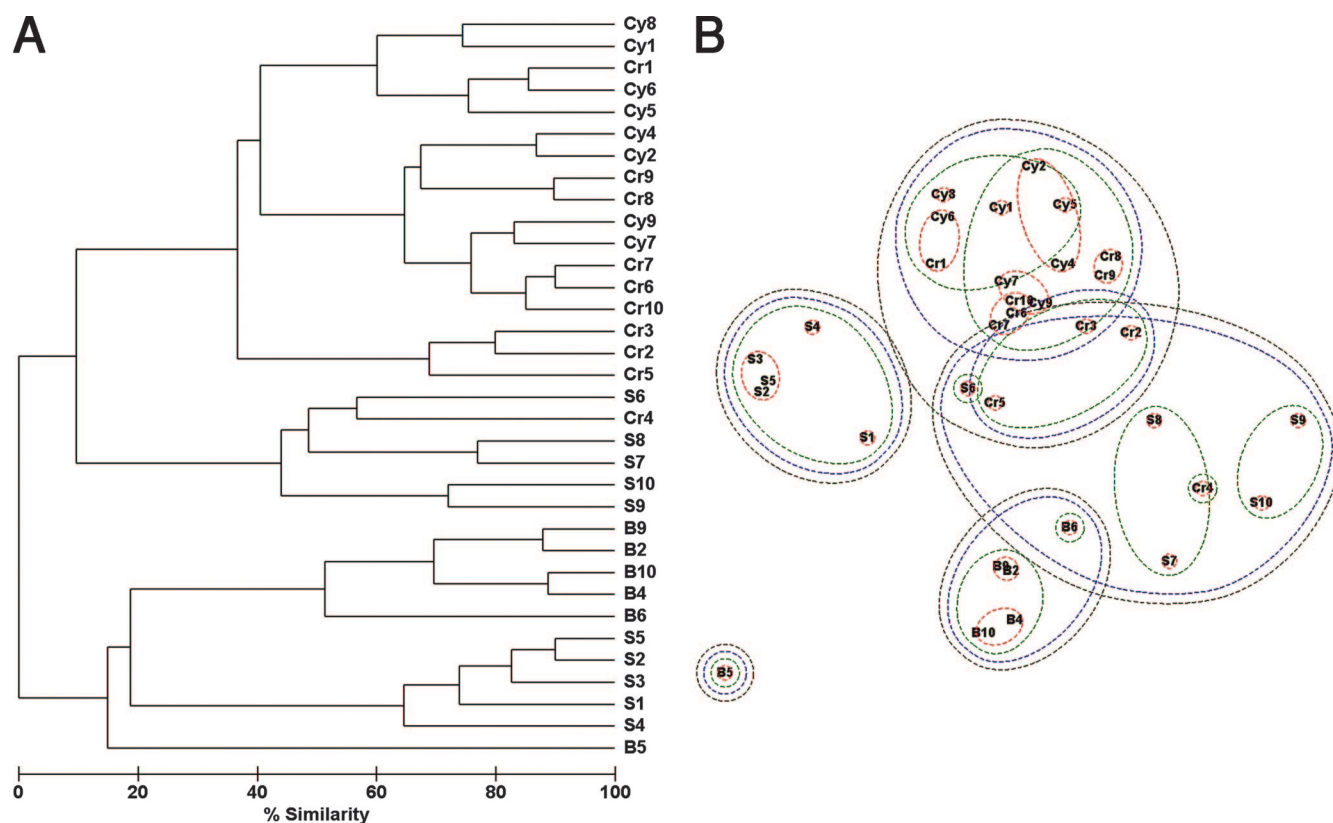 A
Cy8
Cy1
Cr1
Cy6
Cy5
Cy4
Cy2
Cr9
Cr8
Cy9
Cy7
Cr7
Cr6
Cr10
Cr3
Cr2
Cr5
S6
Cr4
S8
S7
S10
S9
B9
B2
B10
B4
B6
S5
S2
S3
S1
S4
B5
0 20 40 60 80 100
% Similarity
B
Cy2
Cy8
Cy5
Cy6
Cy1
Cr8
Cr1
Cy4
Cr9
Cy7
Cr10
Cy9
Cr6
Cr7
Cr3
Cr2
S4
S3
S5
S2
S6
Cr5
S1
S8
S9
Cr4
S10
B6
S7
B9
B2
B4
B10
B5